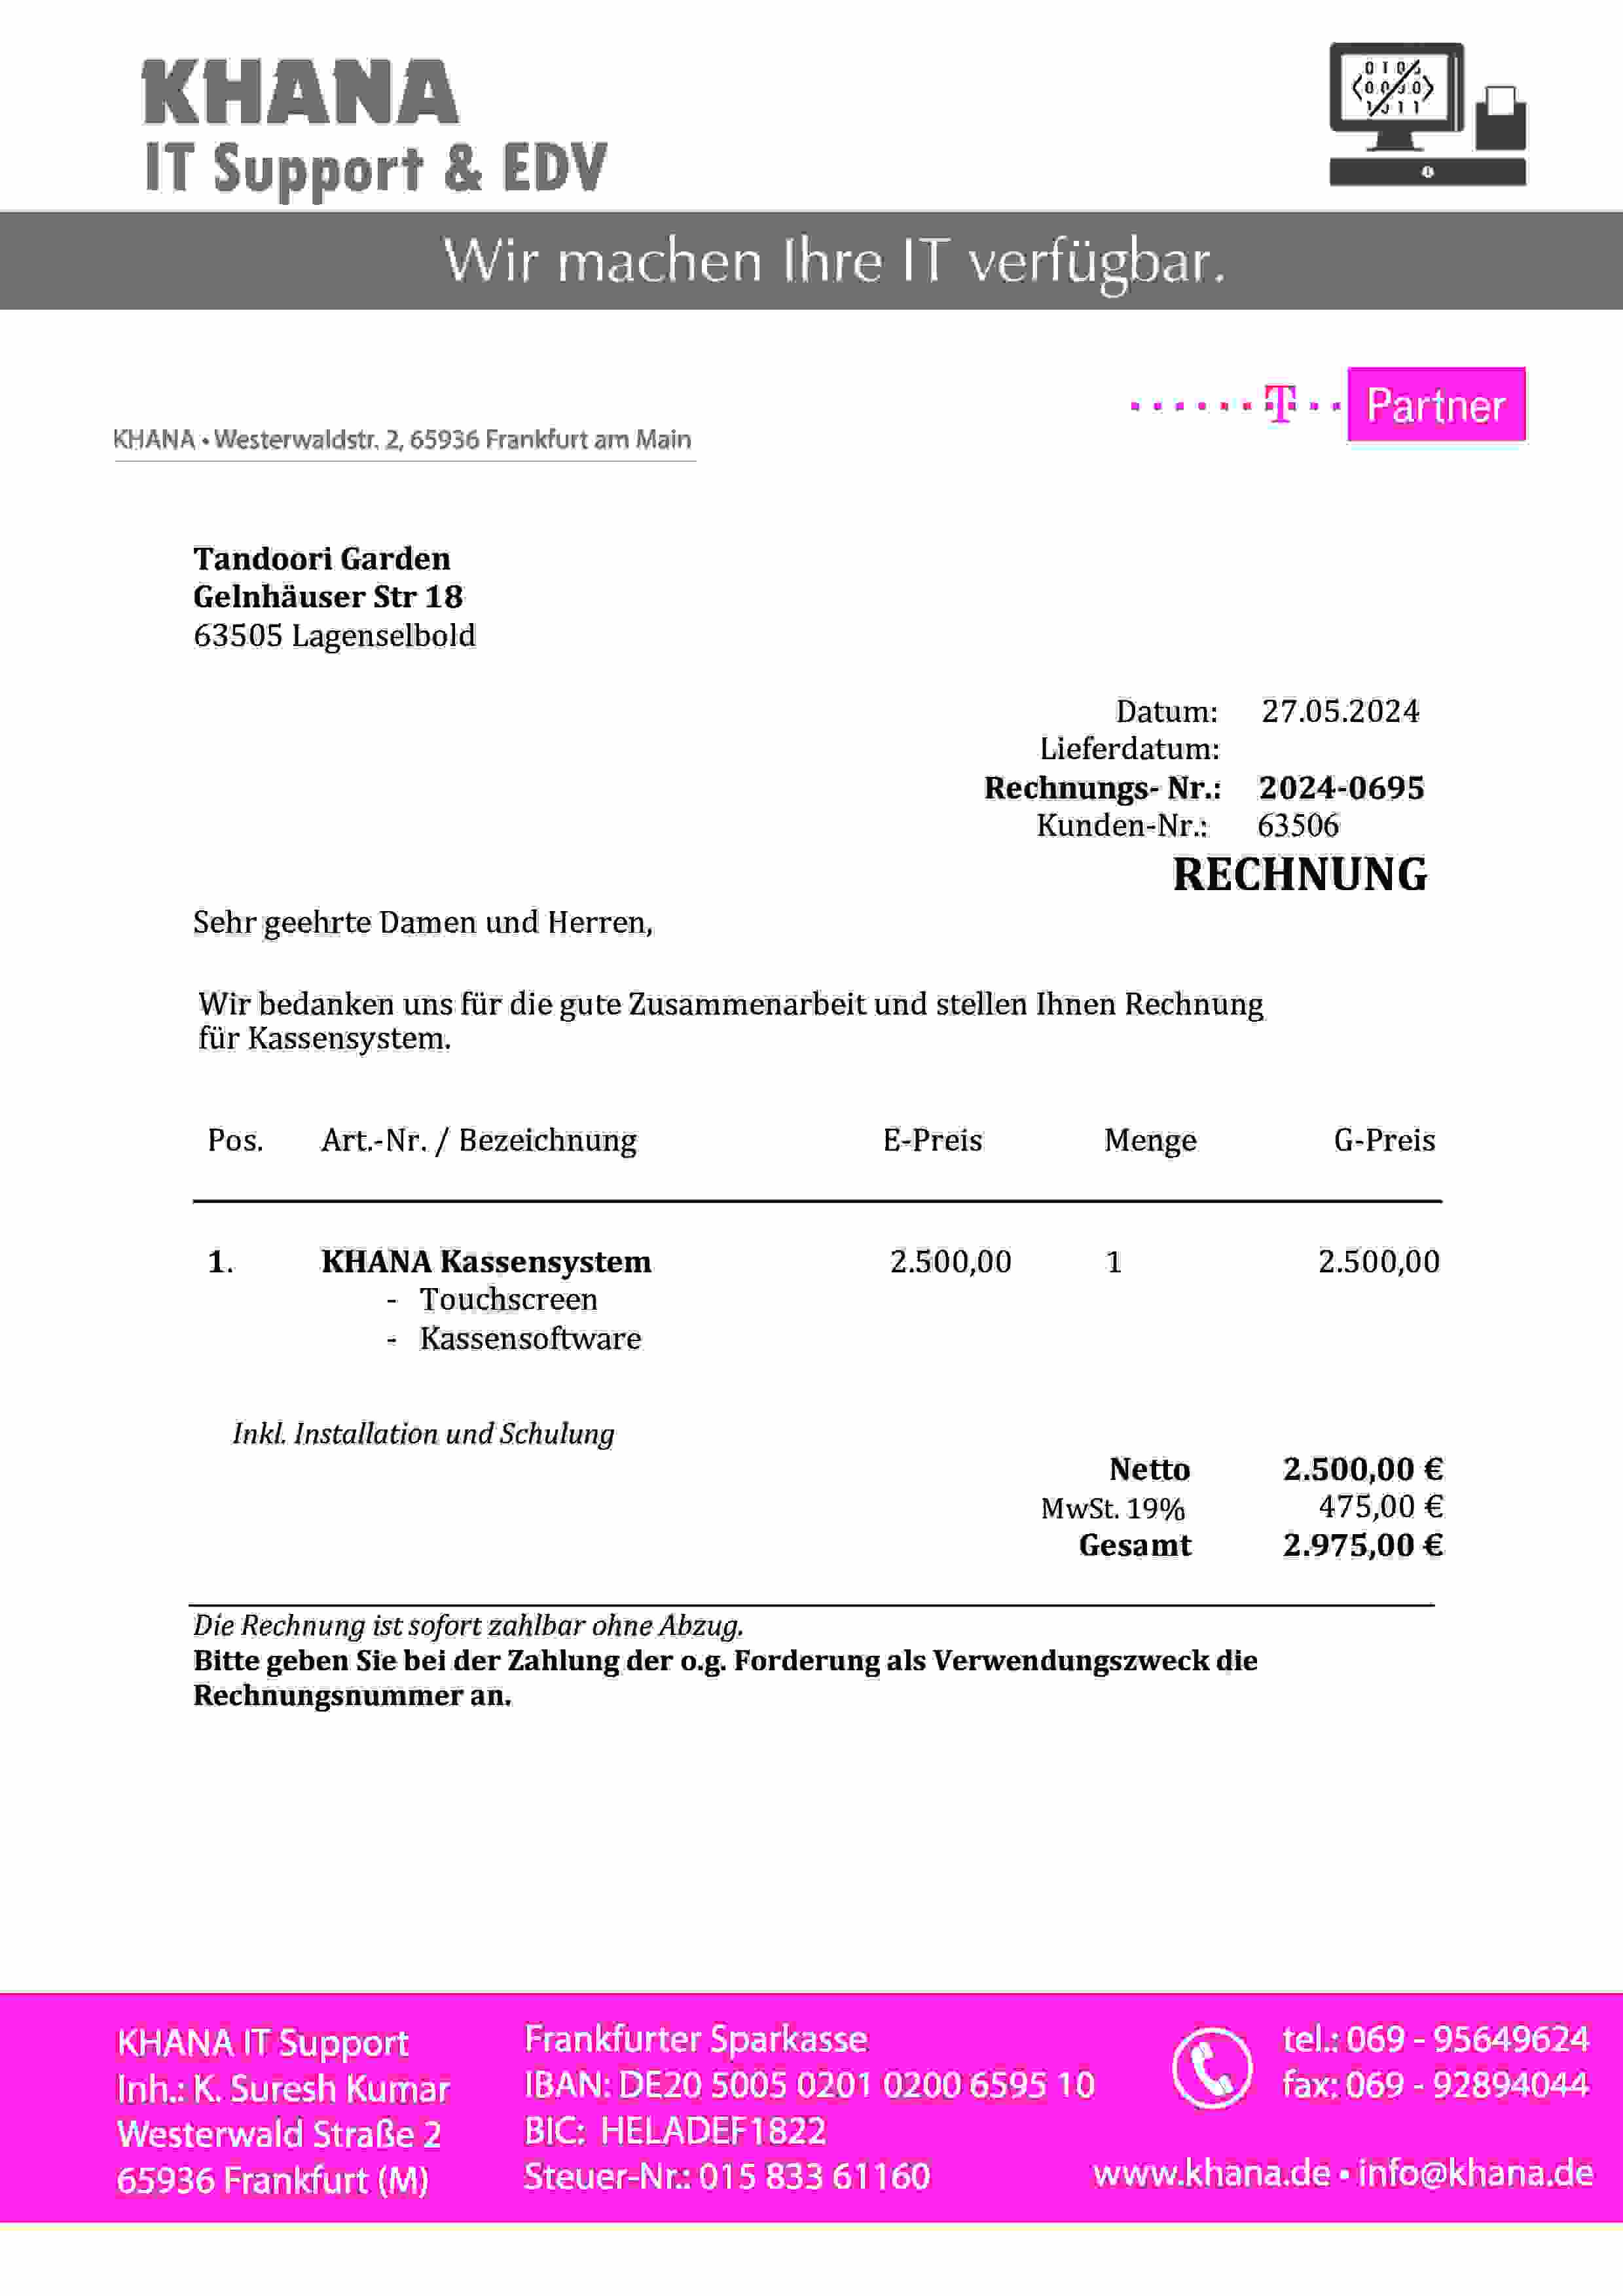 KHANA
IT Support & EDV
Wir machen Ihre IT verfügbar.
T Partner
KHANA • Westerwaldstr. 2, 65936 Frankfurt am Main
Tandoori Garden
Gelnhäuser Str 18
63505 Lagenselbold
Datum: 27.05.2024
Lieferdatum:
Rechnungs- Nr.: 2024-0695
Kunden-Nr.: 63506
RECHNUNG
Sehr geehrte Damen und Herren,
Wir bedanken uns für die gute Zusammenarbeit und stellen Ihnen Rechnung
für Kassensystem.
Pos. Art.-Nr. / Bezeichnung E-Preis Menge G-Preis
1. KHANA Kassensystem 2.500,00 1 2.500,00
- Touchscreen
- Kassensoftware
Inkl. Installation und Schulung
Netto 2.500,00 €
MwSt. 19% 475,00 €
Gesamt 2.975,00 €
Die Rechnung ist sofort zahlbar ohne Abzug.
Bitte geben Sie bei der Zahlung der o.g. Forderung als Verwendungszweck die
Rechnungsnummer an.
KHANA IT Support
Inh.: K. Suresh Kumar
Westerwald Straße 2
65936 Frankfurt (M)
Frankfurter Sparkasse
IBAN: DE20 5005 0201 0200 6595 10
BIC: HELADEF1822
Steuer-Nr.: 015 833 61160
tel.: 069 - 95649624
fax: 069 - 92894044
www.khana.de • info@khana.de